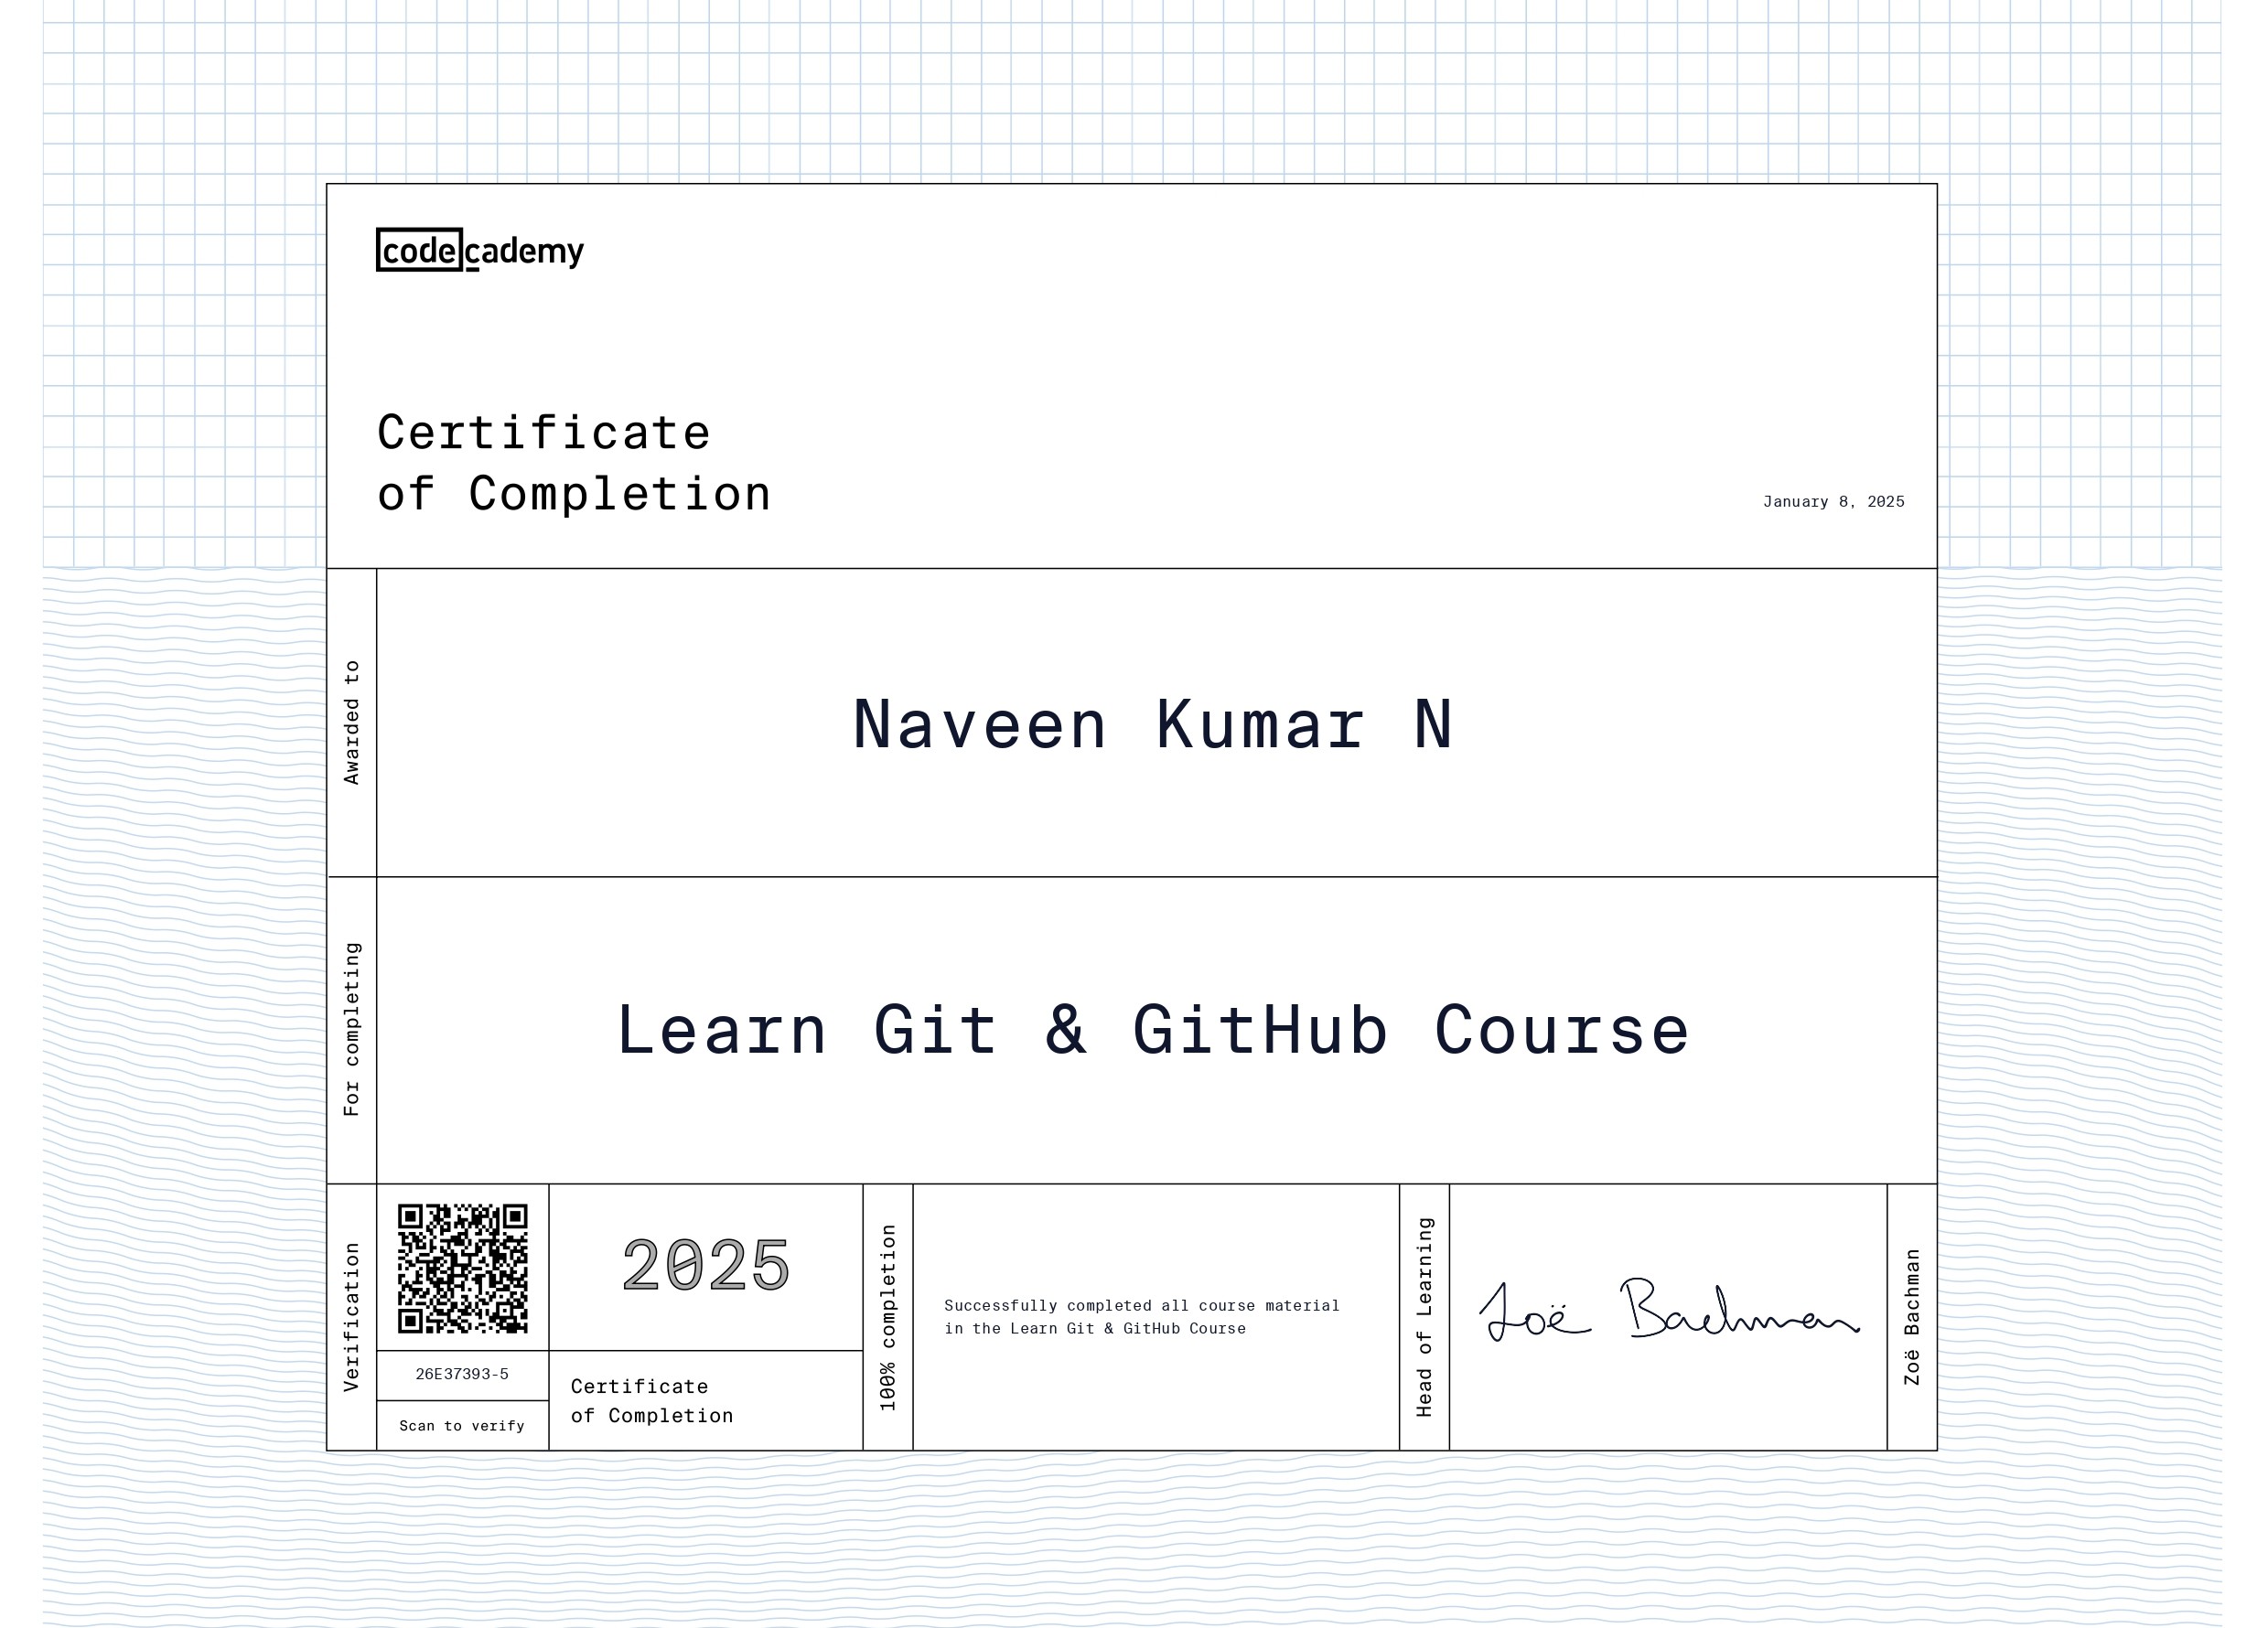 codecademy
Certificate
of Completion
January 8, 2025
Awarded to
Naveen Kumar N
For completing
Learn Git & GitHub Course
Verification
26E37393-5
Scan to verify
2025
Certificate
of Completion
100% completion
Successfully completed all course material
in the Learn Git & GitHub Course
Head of Learning
Zoë Bachman
Zoë Bachman